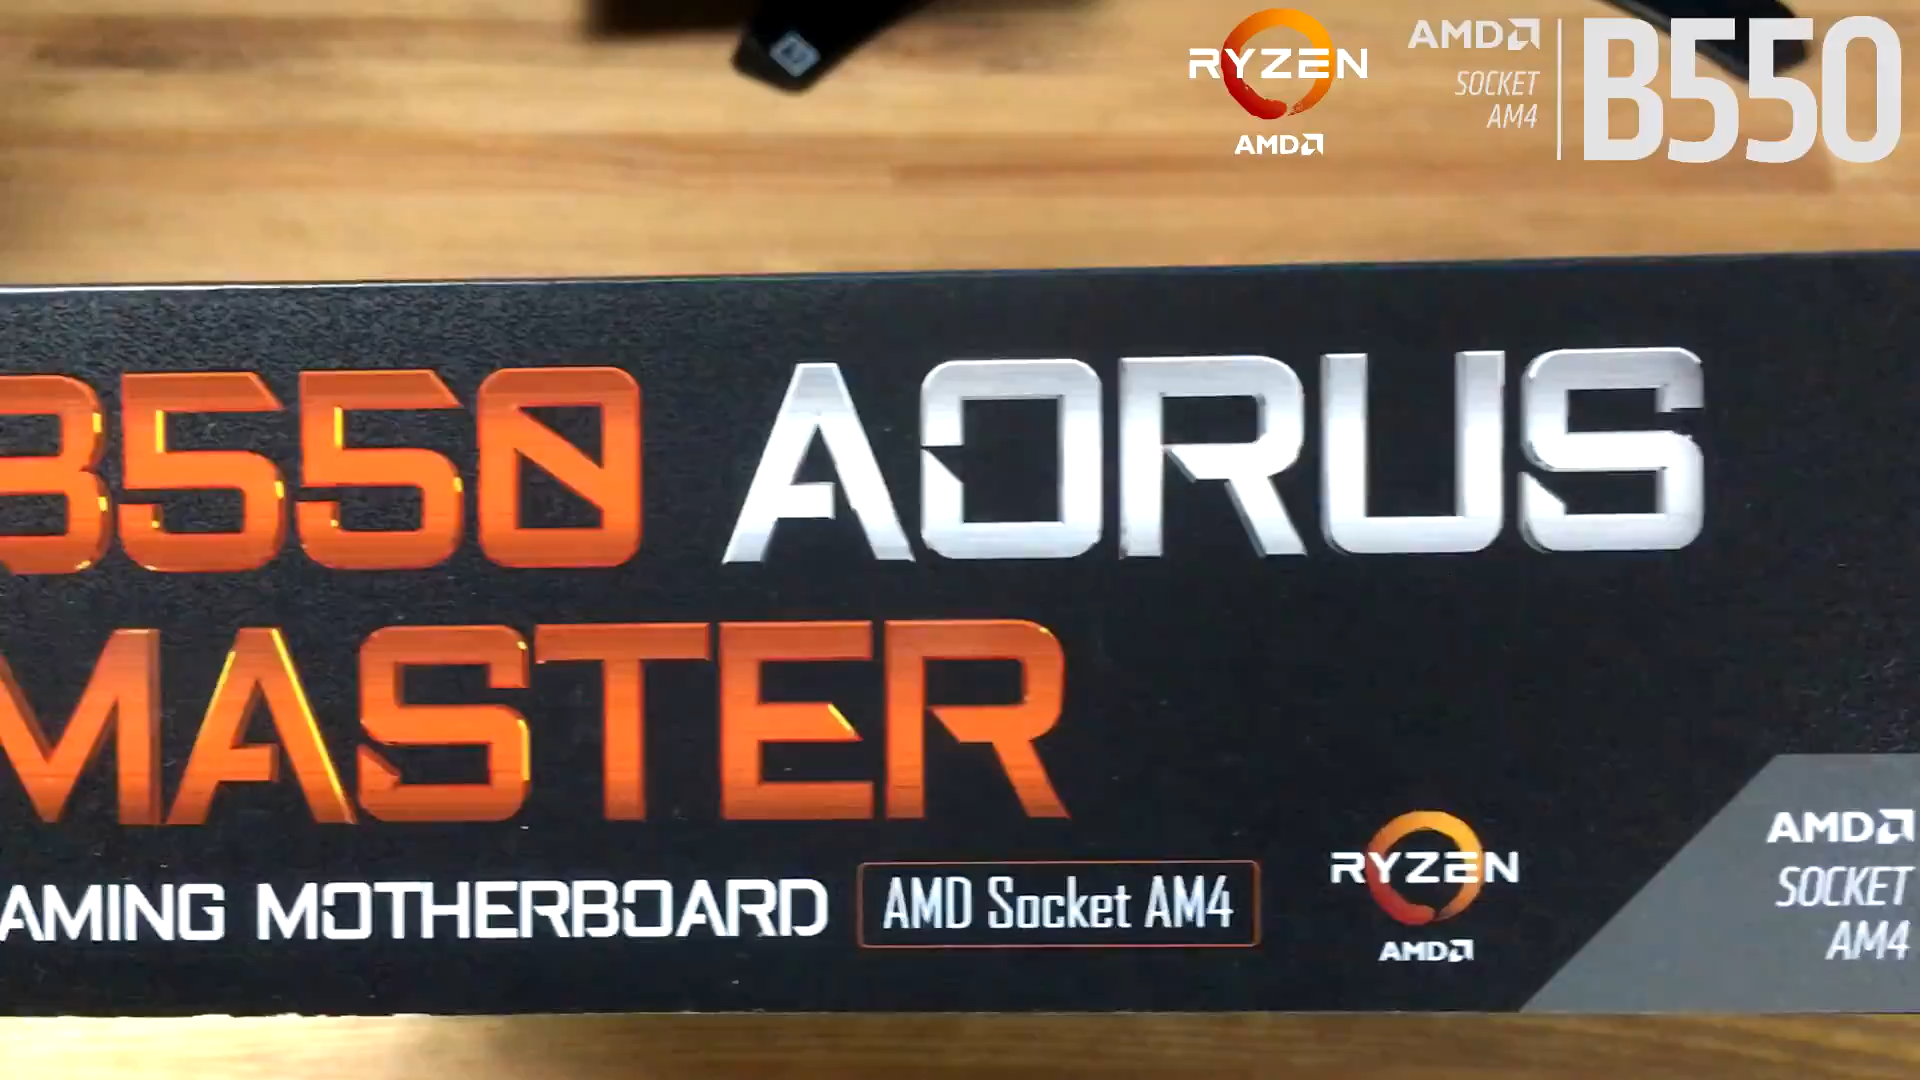 RYZEN
AMD
AMD
SOCKET
AM4
B550
B550 AORUS
MASTER
AMING MOTHERBOARD
AMD Socket AM4
RYZEN
AMD
AMD
SOCKET
AM4